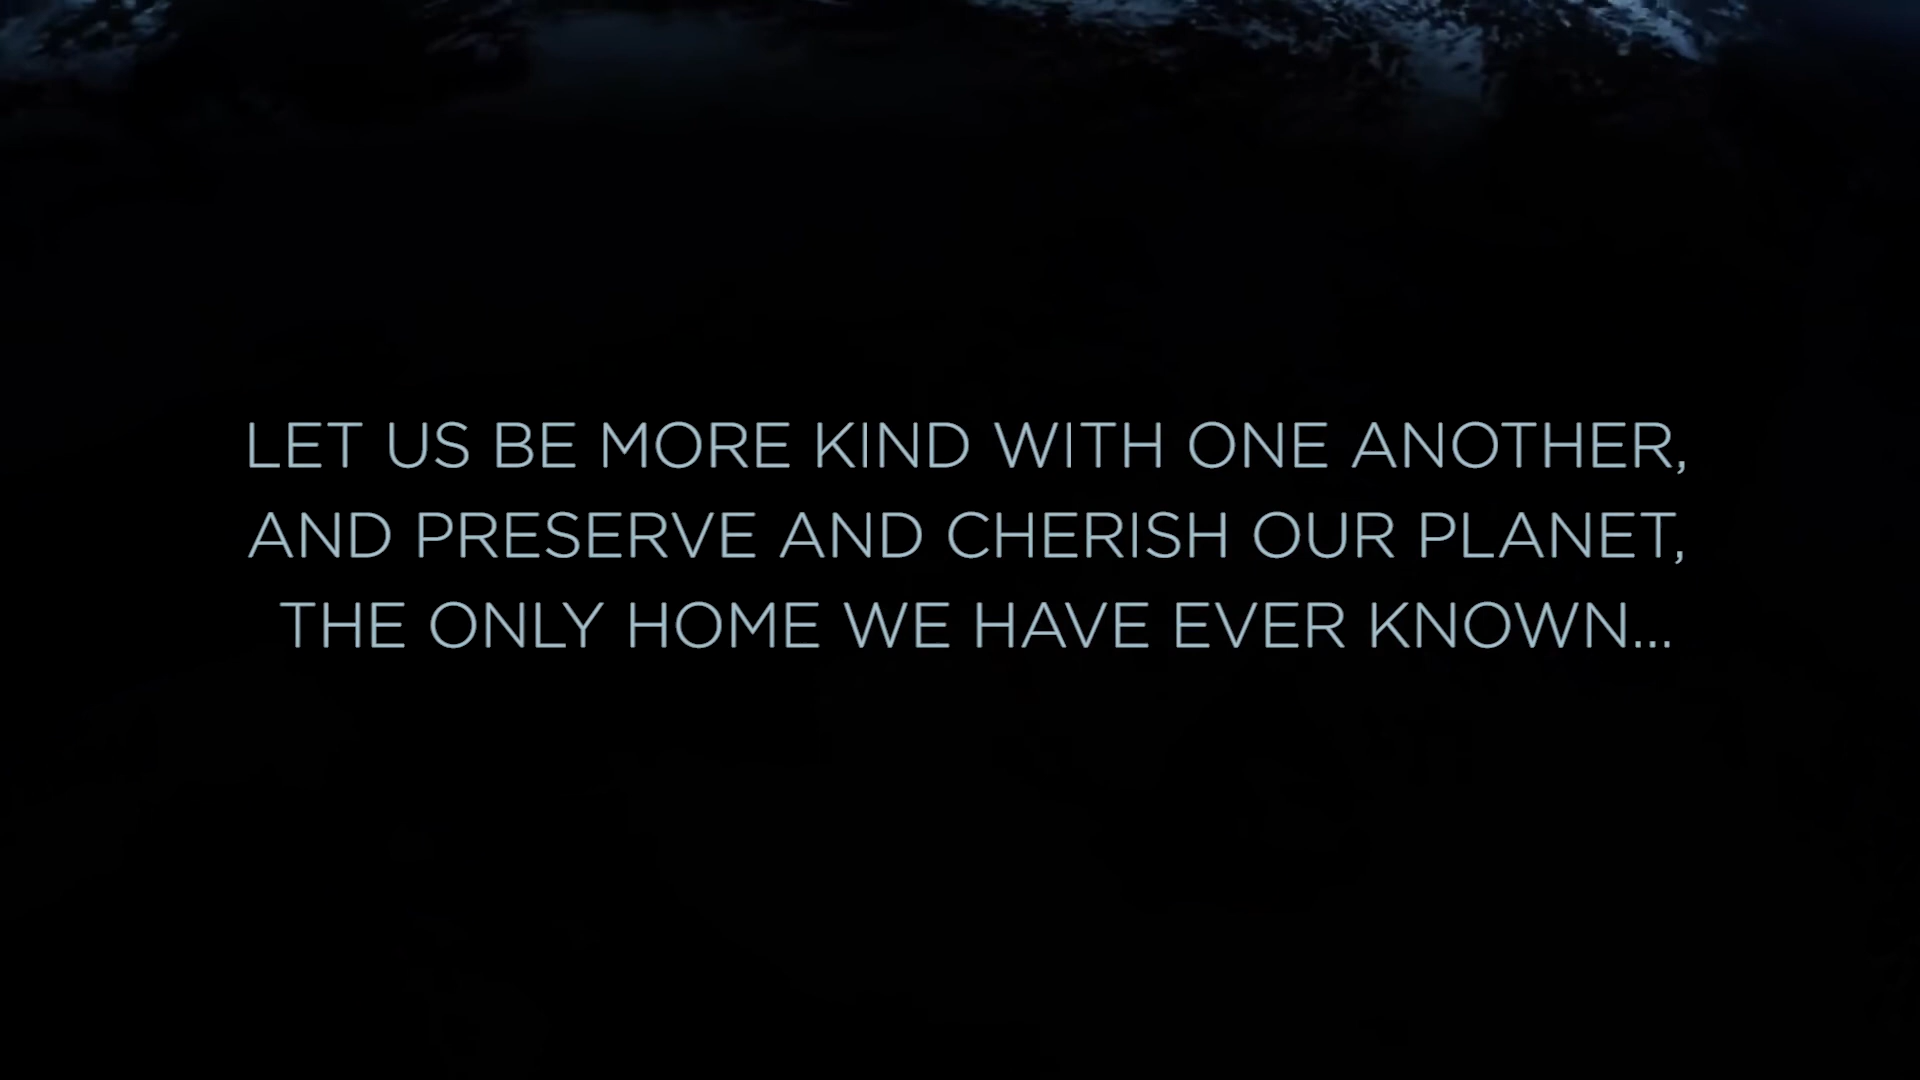 LET US BE MORE KIND WITH ONE ANOTHER,
AND PRESERVE AND CHERISH OUR PLANET,
THE ONLY HOME WE HAVE EVER KNOWN...